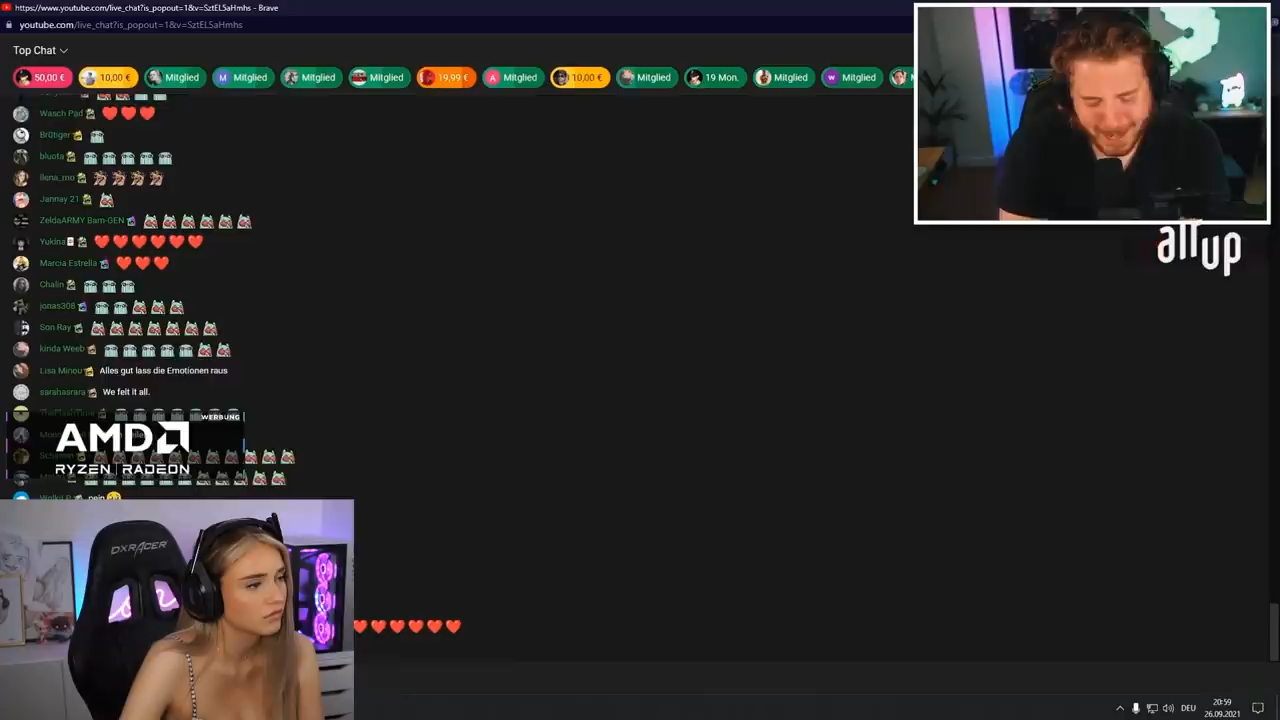 https://www.youtube.com/live_chat?is_popout=1&v=SztEL5aHmhs - Brave
youtube.com/live_chat?is_popout=1&v=SztEL5aHmhs
Top Chat
50,00 € 10,00 € Mitglied M Mitglied Mitglied Mitglied 19,99 € A Mitglied 10,00 € Mitglied 19 Mon. Mitglied w Mitglied
Wasch Pad
Brötiger
bluota
Ilena_mo
Jannay 21
ZeldaARMY Bam-GEN
Yukina
Marcia Estrella
Chalin
jonas308
Son Ray
kinda Weeb
Lisa Minou Alles gut lass die Emotionen raus
sarahasrara We felt it all.
WERBUNG
AMD
RYZEN | RADEON
nein
all up
DXRACER
DEU
20:59
26.09.2021